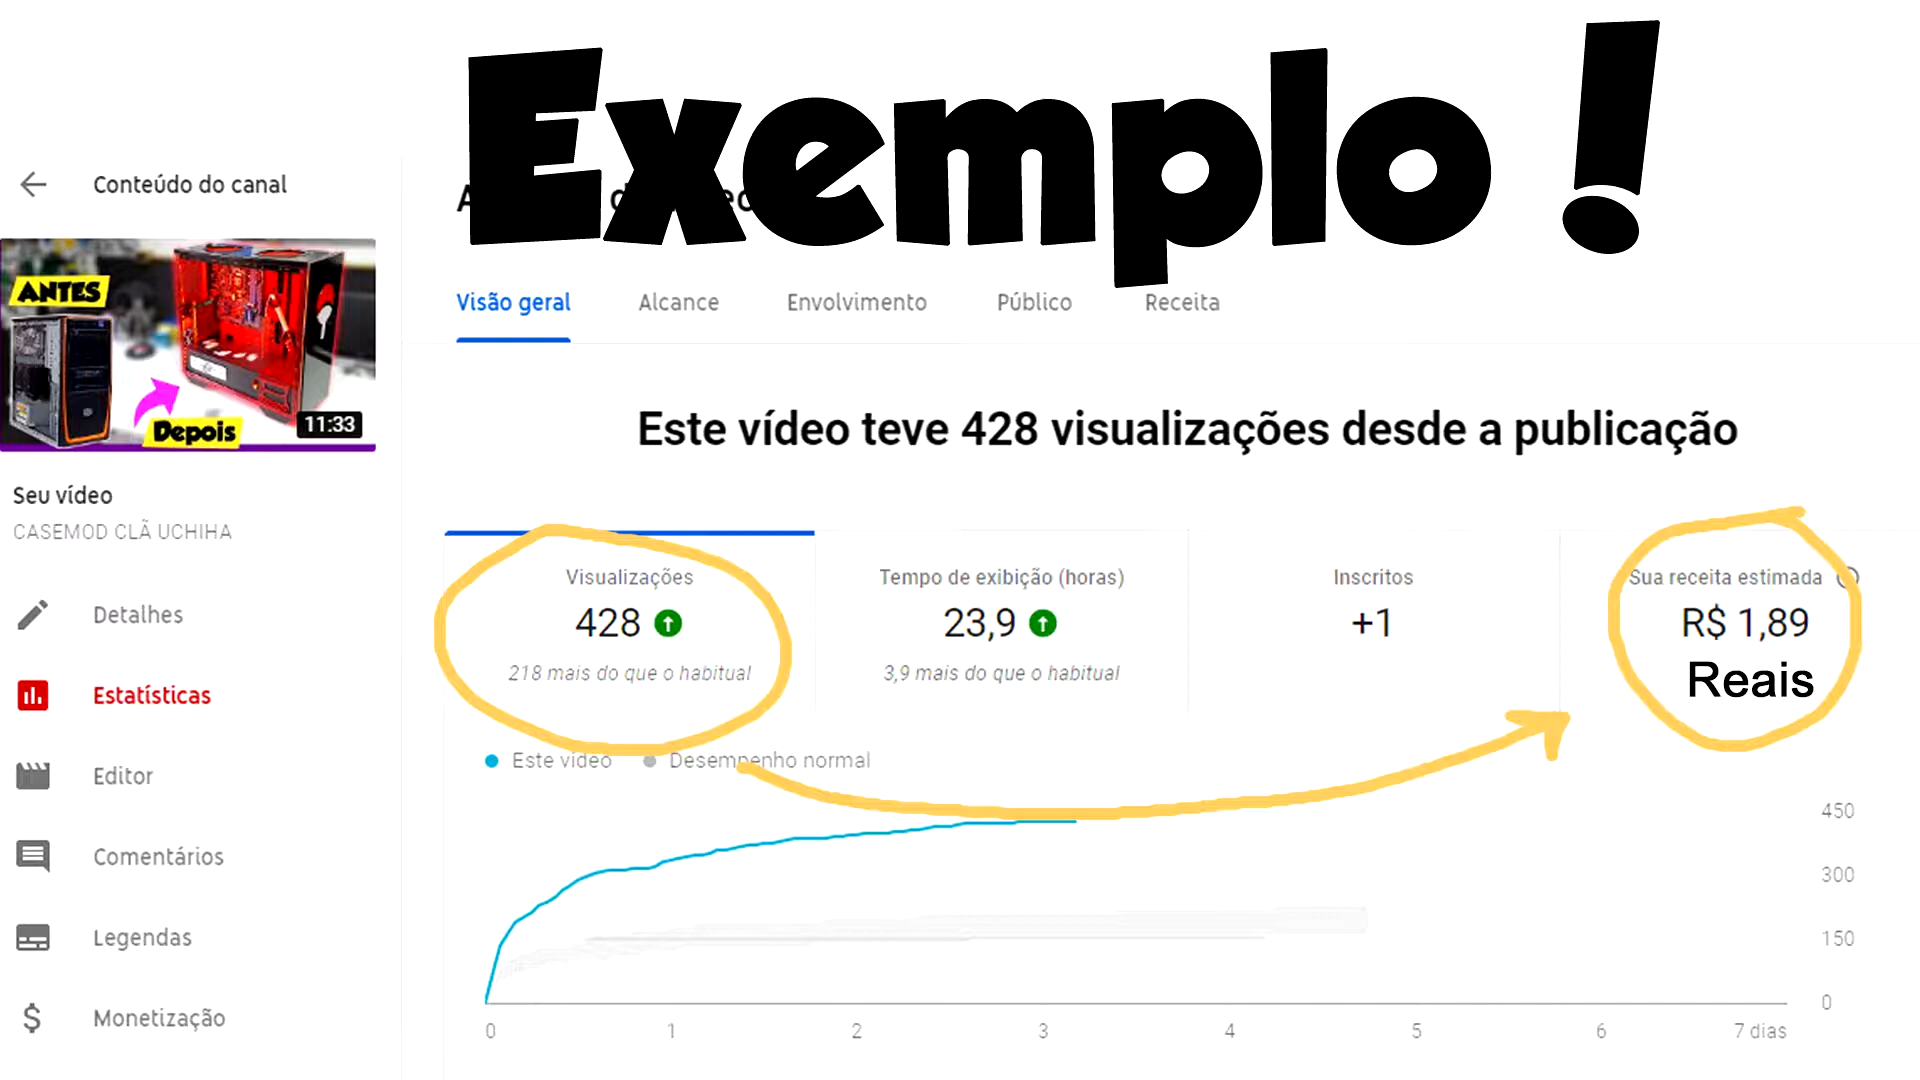 Exemplo !
Conteúdo do canal
ANTES
Depois
11:33
Seu vídeo
CASEMOD CLÃ UCHIHA
Detalhes
Estatísticas
Editor
Comentários
Legendas
Monetização
Visão geral
Alcance
Envolvimento
Público
Receita
Este vídeo teve 428 visualizações desde a publicação
Visualizações
428
218 mais do que o habitual
Tempo de exibição (horas)
23,9
3,9 mais do que o habitual
Inscritos
+1
Sua receita estimada
R$ 1,89
Reais
Este vídeo
Desempenho normal
450
300
150
0
0 1 2 3 4 5 6 7 dias